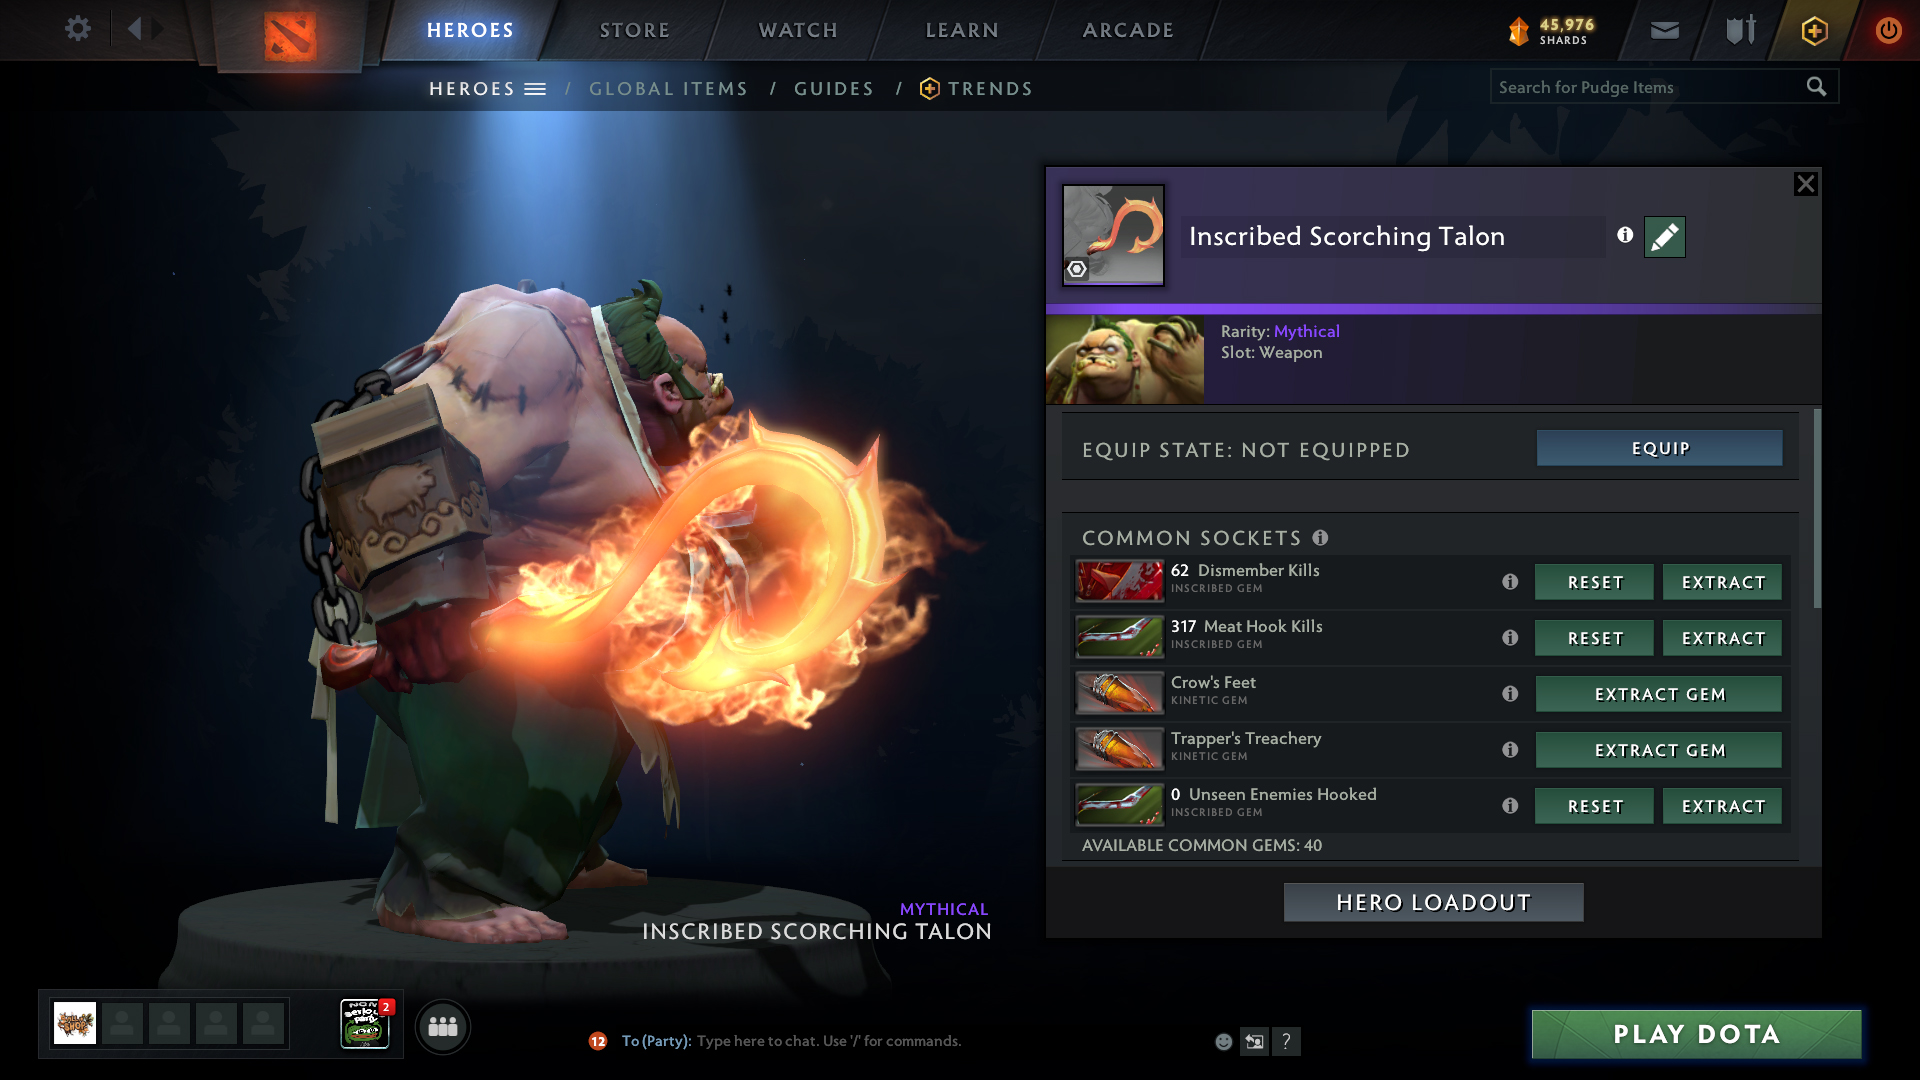 HEROES
STORE
WATCH
LEARN
ARCADE
45,976
SHARDS
HEROES / GLOBAL ITEMS / GUIDES / TRENDS
Search for Pudge Items
Inscribed Scorching Talon
Rarity: Mythical
Slot: Weapon
EQUIP STATE: NOT EQUIPPED
EQUIP
COMMON SOCKETS
62 Dismember Kills
INSCRIBED GEM
RESET
EXTRACT
317 Meat Hook Kills
INSCRIBED GEM
RESET
EXTRACT
Crow's Feet
KINETIC GEM
EXTRACT GEM
Trapper's Treachery
KINETIC GEM
EXTRACT GEM
0 Unseen Enemies Hooked
INSCRIBED GEM
RESET
EXTRACT
AVAILABLE COMMON GEMS: 40
HERO LOADOUT
MYTHICAL
INSCRIBED SCORCHING TALON
2
12
To (Party): Type here to chat. Use '/' for commands.
?
PLAY DOTA